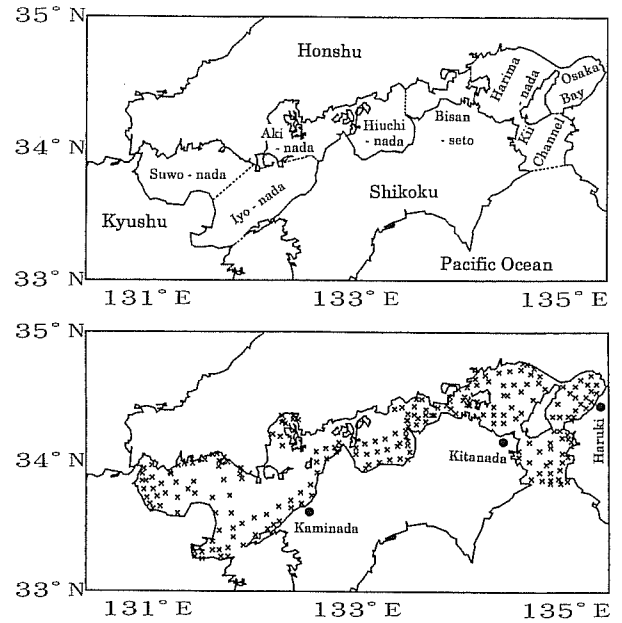 35° N
Honshu
Harima
- nada
Osaka
Bay
Aki
- nada
Hiuchi
- nada
Bisan
- seto
Kii
Channel
34° N
Suwo - nada
Iyo - nada
Shikoku
Kyushu
Pacific Ocean
33° N
131° E
133° E
135° E
35° N
34° N
Kitanada
Haruki
Kaminada
33° N
131° E
133° E
135° E